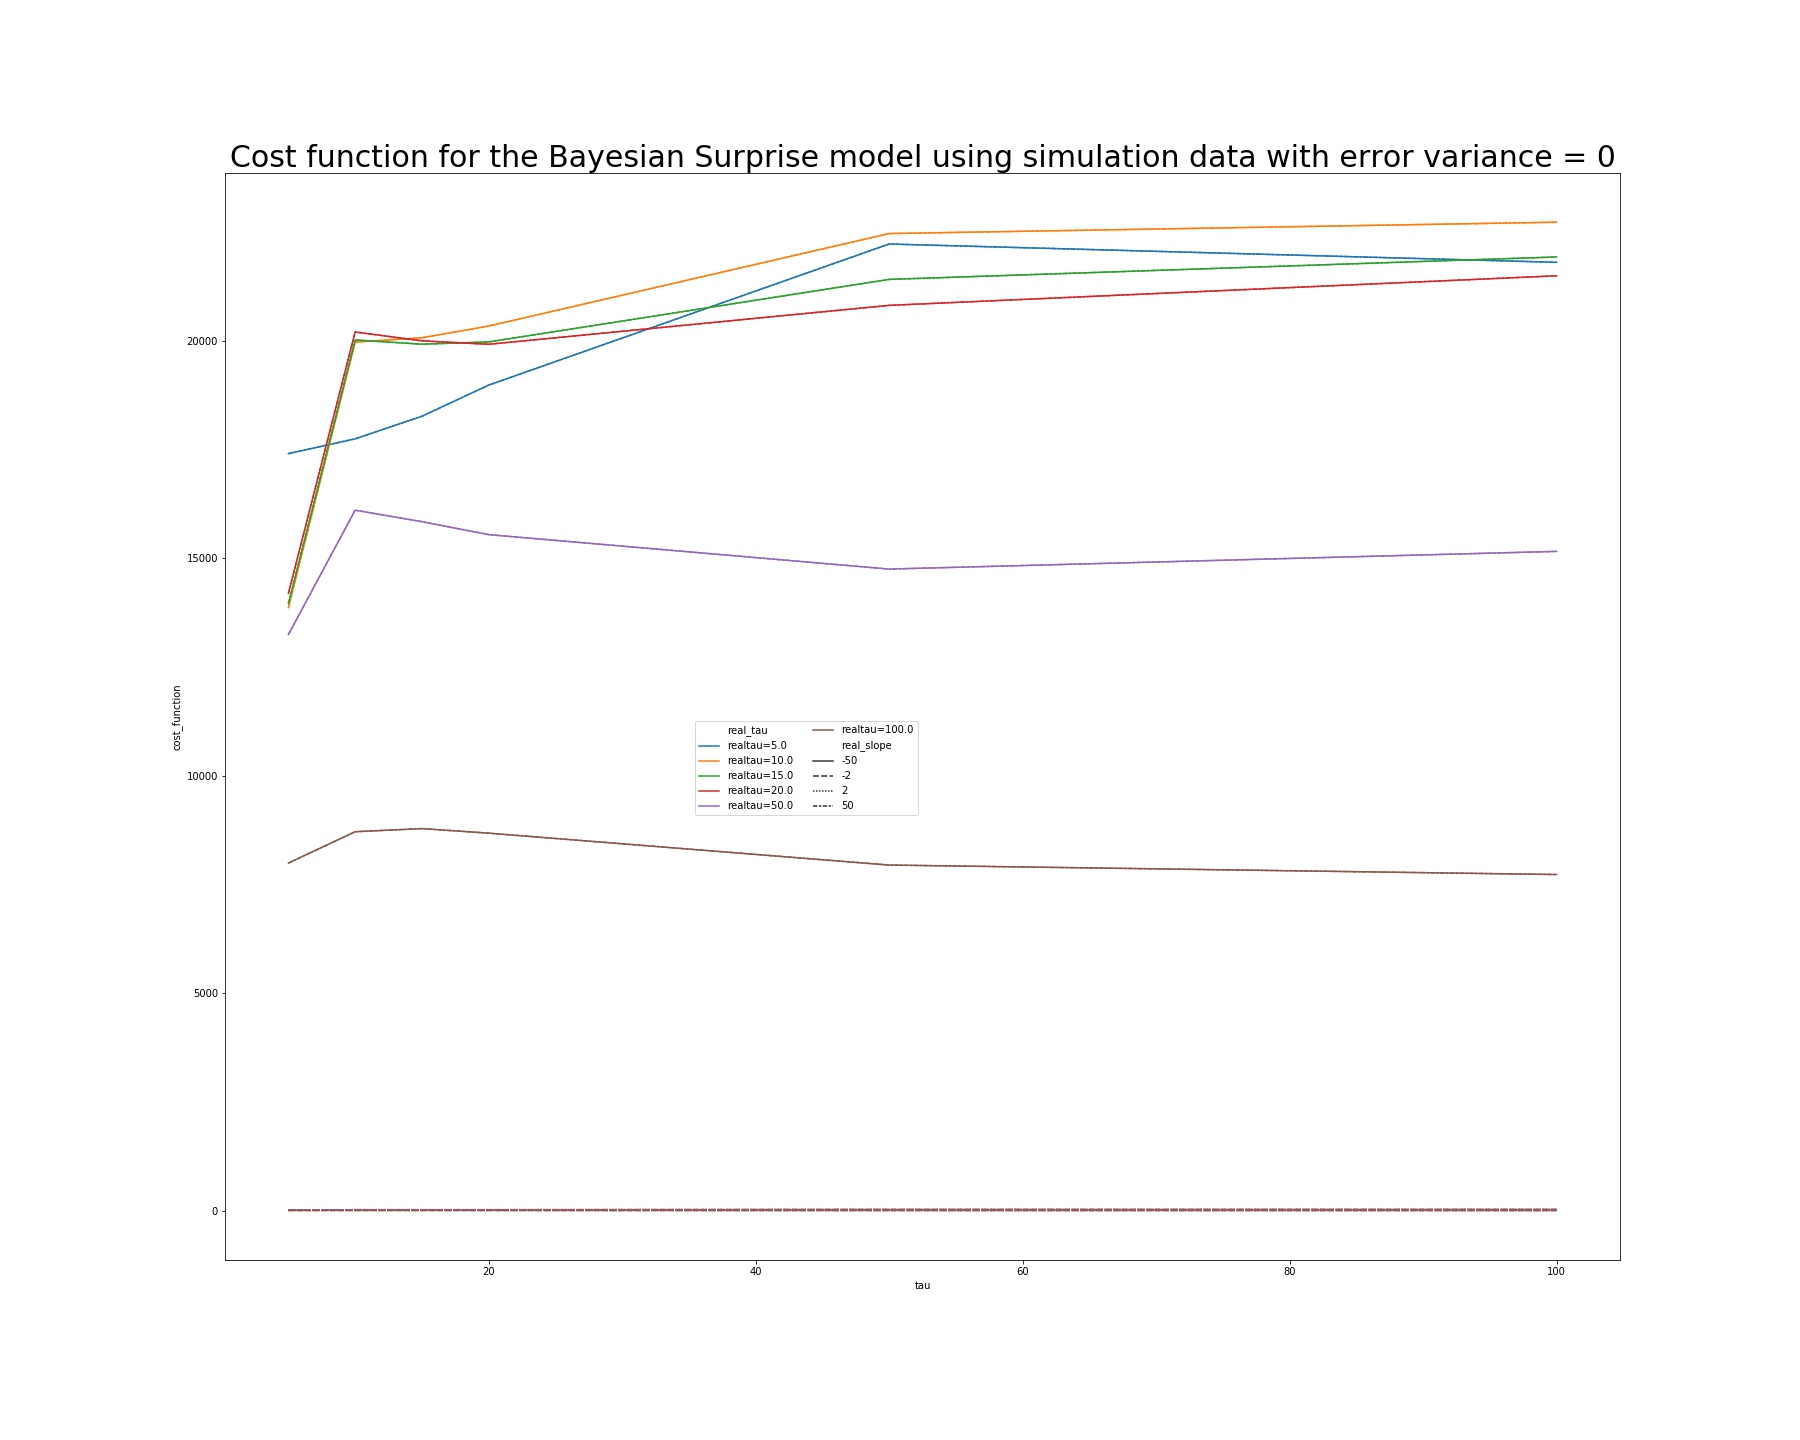 Cost function for the Bayesian Surprise model using simulation data with error variance = 0
20000
15000
10000
5000
0
cost_function
real_tau
realtau=5.0
realtau=10.0
realtau=15.0
realtau=20.0
realtau=50.0
realtau=100.0
real_slope
-50
-2
2
50
20
40
60
80
100
tau